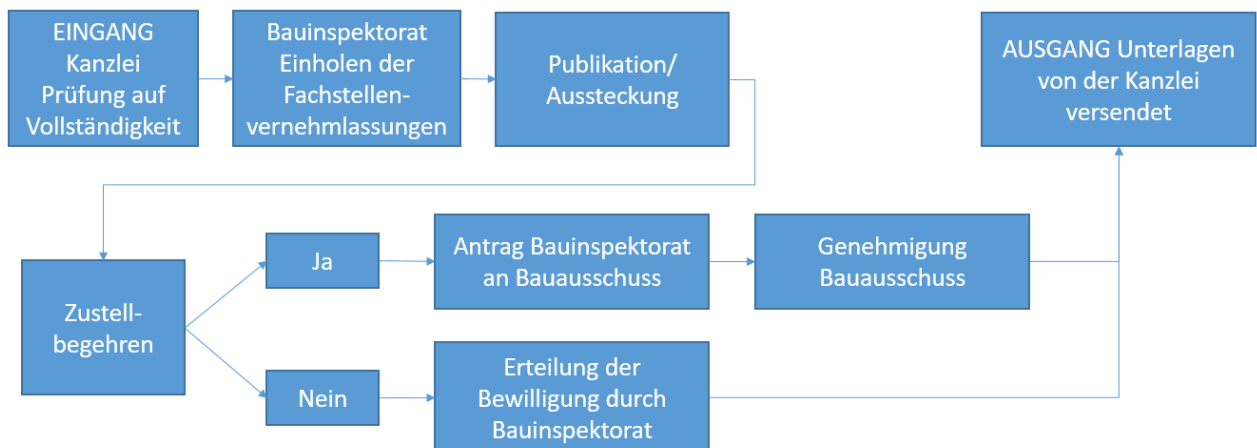 EINGANG
Kanzlei
Prüfung auf
Vollständigkeit
Bauinspektorat
Einholen der
Fachstellen-
vernehmlassungen
Publikation/
Aussteckung
AUSGANG Unterlagen
von der Kanzlei
versendet
Zustell-
begehren
Ja
Antrag Bauinspektorat
an Bauausschuss
Genehmigung
Bauausschuss
Nein
Erteilung der
Bewilligung durch
Bauinspektorat